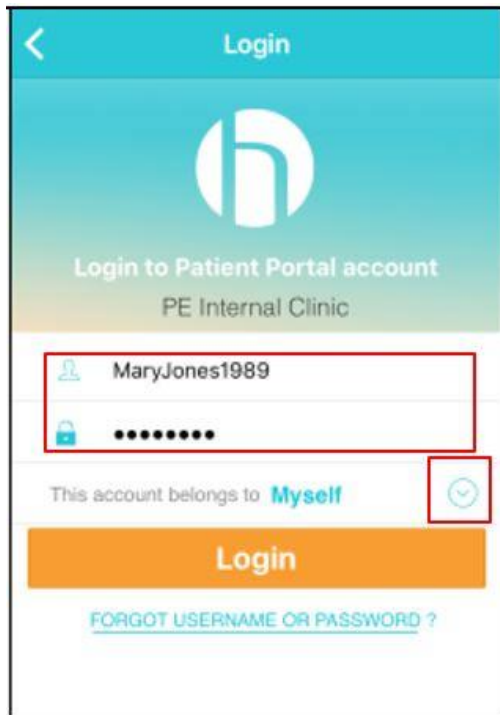 Login
Login to Patient Portal account
PE Internal Clinic
MaryJones1989
••••••••
This account belongs to Myself
Login
FORGOT USERNAME OR PASSWORD ?